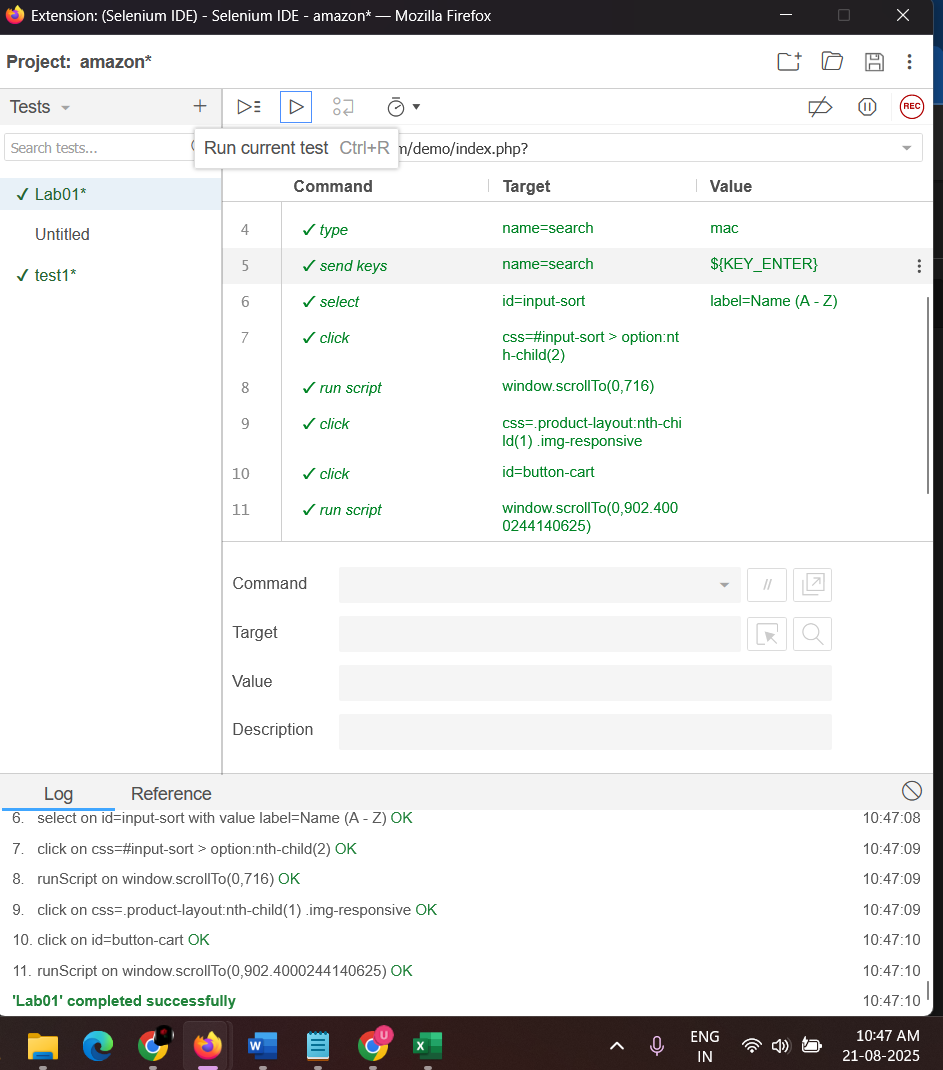 Extension: (Selenium IDE) - Selenium IDE - amazon* — Mozilla Firefox
Project: amazon*
Tests
REC
Search tests...
Run current test Ctrl+R
m/demo/index.php?
Command Target Value
Lab01*
Untitled
test1*
4 ✓ type name=search mac
5 ✓ send keys name=search ${KEY_ENTER}
6 ✓ select id=input-sort label=Name (A - Z)
7 ✓ click css=#input-sort > option:nt
h-child(2)
8 ✓ run script window.scrollTo(0,716)
9 ✓ click css=.product-layout:nth-chi
ld(1) .img-responsive
10 ✓ click id=button-cart
11 ✓ run script window.scrollTo(0,902.400
0244140625)
Command //
Target
Value
Description
Log Reference
6. select on id=input-sort with value label=Name (A - Z) OK 10:47:08
7. click on css=#input-sort > option:nth-child(2) OK 10:47:09
8. runScript on window.scrollTo(0,716) OK 10:47:09
9. click on css=.product-layout:nth-child(1) .img-responsive OK 10:47:09
10. click on id=button-cart OK 10:47:10
11. runScript on window.scrollTo(0,902.4000244140625) OK 10:47:10
'Lab01' completed successfully 10:47:10
U
ENG
IN
10:47 AM
21-08-2025